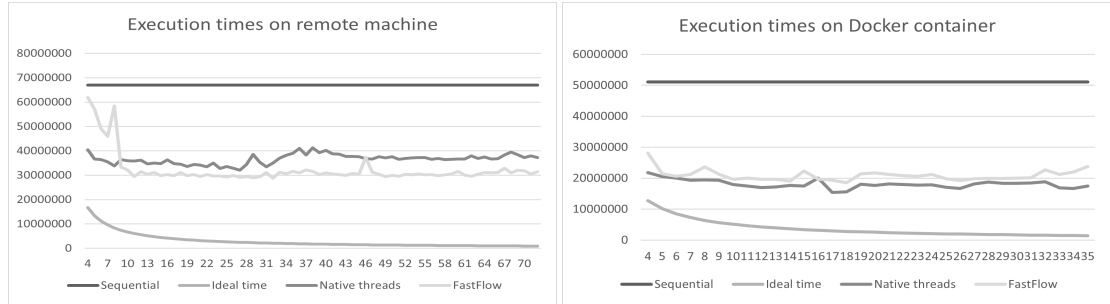 Execution times on remote machine
80000000
70000000
60000000
50000000
40000000
30000000
20000000
10000000
0
4 7 10 13 16 19 22 25 28 31 34 37 40 43 46 49 52 55 58 61 64 67 70
Sequential Ideal time Native threads FastFlow
Execution times on Docker container
60000000
50000000
40000000
30000000
20000000
10000000
0
4 5 6 7 8 9 10 11 12 13 14 15 16 17 18 19 20 21 22 23 24 25 26 27 28 29 30 31 32 33 34 35
Sequential Ideal time Native threads FastFlow